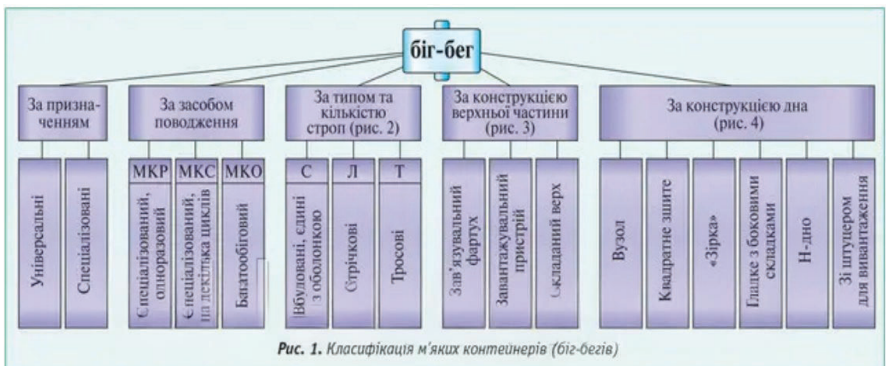 біг-бег
За призна-
ченням
За засобом
поводження
За типом та
кількістю
строп (рис. 2)
За конструкцією
верхньої частини
(рис. 3)
За конструкцією дна
(рис. 4)
Універсальні
Спеціалізовані
МКР
Спеціалізований,
одноразовий
МКС
Спеціалізований,
на декілька циклів
МКО
Багатообіговий
С
Вбудовані, єдині
з оболонкою
Л
Стрічкові
Т
Тросові
Зав’язувальний
фартух
Завантажувальний
пристрій
Складаний верх
Вузол
Квадратне зшите
«Зірка»
Гладке з боковими
складками
Н-дно
Зі штуцером
для вивантаження
Рис. 1. Класифікація м’яких контейнерів (біг-бегів)